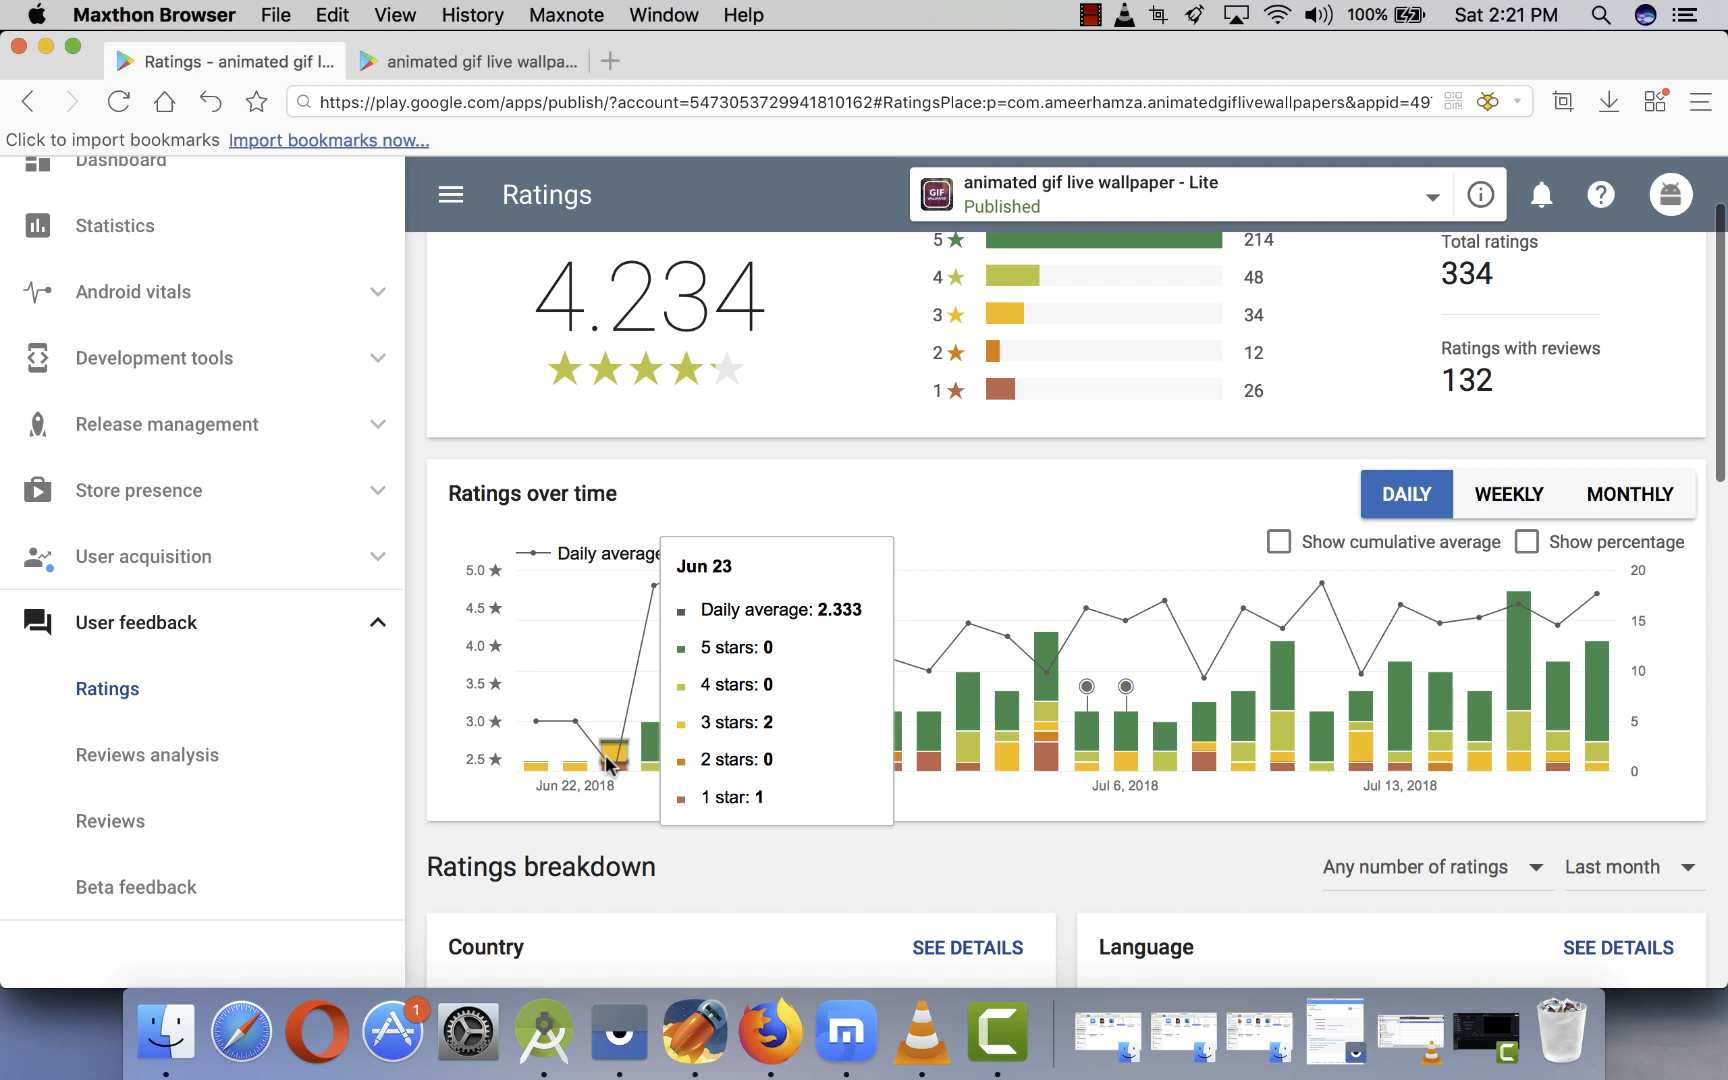 Maxthon Browser File Edit View History Maxnote Window Help 100% Sat 2:21 PM
Ratings - animated gif l... animated gif live wallpa...
https://play.google.com/apps/publish/?account=5473053729941810162#RatingsPlace:p=com.ameerhamza.animatedgiflivewallpapers&appid=49
Click to import bookmarks Import bookmarks now...
Dashboard
Statistics
Android vitals
Development tools
Release management
Store presence
User acquisition
User feedback
Ratings
Reviews analysis
Reviews
Beta feedback
Ratings
GIF
animated gif live wallpaper - Lite
Published
4.234
5 ★ 214
4 ★ 48
3 ★ 34
2 ★ 12
1 ★ 26
Total ratings
334
Ratings with reviews
132
Ratings over time
DAILY WEEKLY MONTHLY
Daily average
Show cumulative average Show percentage
5.0 ★
4.5 ★
4.0 ★
3.5 ★
3.0 ★
2.5 ★
Jun 23
Daily average: 2.333
5 stars: 0
4 stars: 0
3 stars: 2
2 stars: 0
1 star: 1
20
15
10
5
0
Jun 22, 2018 Jul 6, 2018 Jul 13, 2018
Ratings breakdown
Any number of ratings Last month
Country SEE DETAILS
Language SEE DETAILS
1